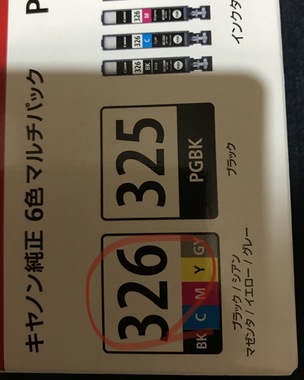 キヤノン純正 6色マルチパック
326
BK C M Y GY
ブラック / シアン /
マゼンタ / イエロー / グレー
325
PGBK
ブラック
326 BK
326 C
326 M
インクタ
P